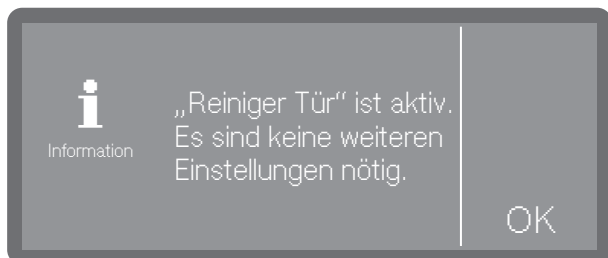 „Reiniger Tür“ ist aktiv.
Es sind keine weiteren
Einstellungen nötig.
Information
OK